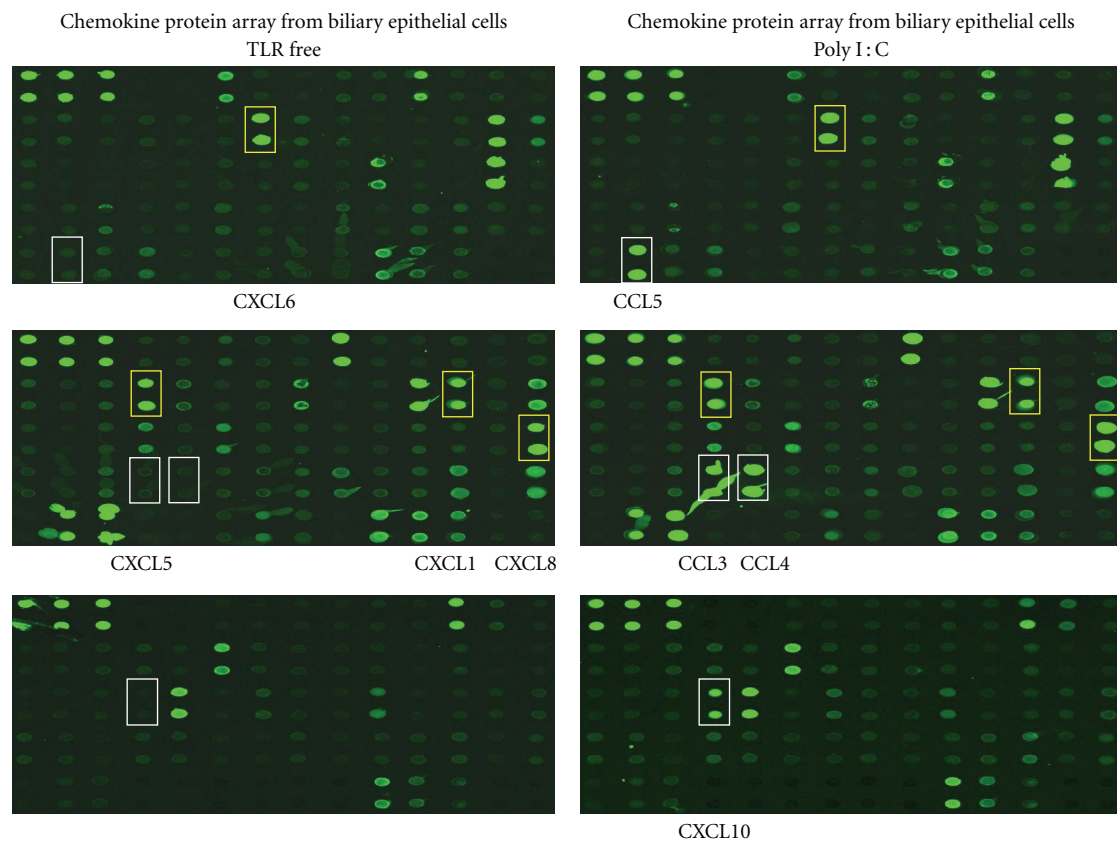 Chemokine protein array from biliary epithelial cells
TLR free
Chemokine protein array from biliary epithelial cells
Poly I : C
CXCL6
CCL5
CXCL5
CXCL1
CXCL8
CCL3
CCL4
CXCL10